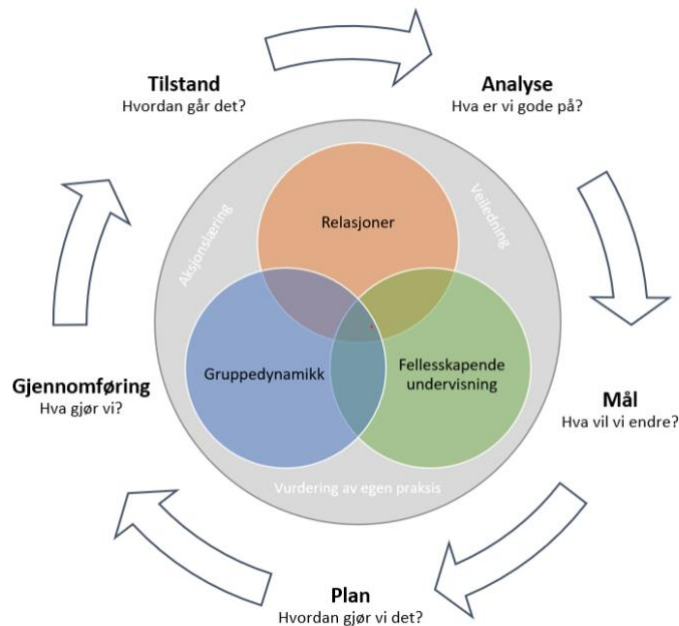 Tilstand
Hvordan går det?
Analyse
Hva er vi gode på?
Aksjonslæring
Veiledning
Relasjoner
Gruppedynamikk
Fellesskapende
undervisning
Gjennomføring
Hva gjør vi?
Mål
Hva vil vi endre?
Vurdering av egen praksis
Plan
Hvordan gjør vi det?